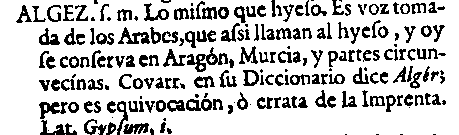 ALGEZ. ſ. m. Lo miſmo que hyeſo. Es voz toma-
da de los Arabes, que aſsi llaman al hyeſo, y oy
ſe conſerva en Aragón, Murcia, y partes circun-
vecínas. Covarr. en ſu Diccionario dice Algér;
pero es equivocación, ò errata de la Imprenta.
Lat. Gypſum, i.